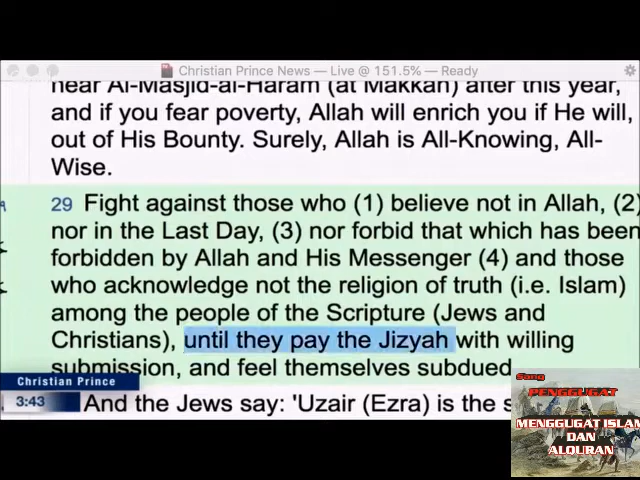 Christian Prince News — Live @ 151.5% — Ready
near Al-Masjid-al-Haram (at Makkah) after this year,
and if you fear poverty, Allah will enrich you if He will,
out of His Bounty. Surely, Allah is All-Knowing, All-
Wise.
29 Fight against those who (1) believe not in Allah, (2)
nor in the Last Day, (3) nor forbid that which has been
forbidden by Allah and His Messenger (4) and those
who acknowledge not the religion of truth (i.e. Islam)
among the people of the Scripture (Jews and
Christians), until they pay the Jizyah with willing
submission, and feel themselves subdued
And the Jews say: 'Uzair (Ezra) is the s
Christian Prince
3:43
Sang
PENGGUGAT
MENGGUGAT ISLAM
DAN
ALQURAN